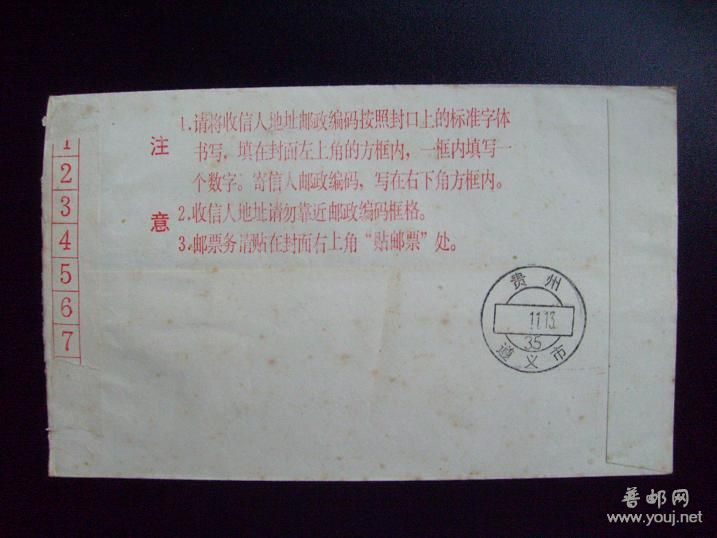 注意
1.请将收信人地址邮政编码按照封口上的标准字体
书写，填在封面左上角的方框内，一框内填写一
个数字。寄信人邮政编码，写在右下角方框内。
2.收信人地址请勿靠近邮政编码框格。
3.邮票务请贴在封面右上角“贴邮票”处。
1
2
3
4
5
6
7
贵州
11.13.
35
遵义市
普邮网
www.youj.net